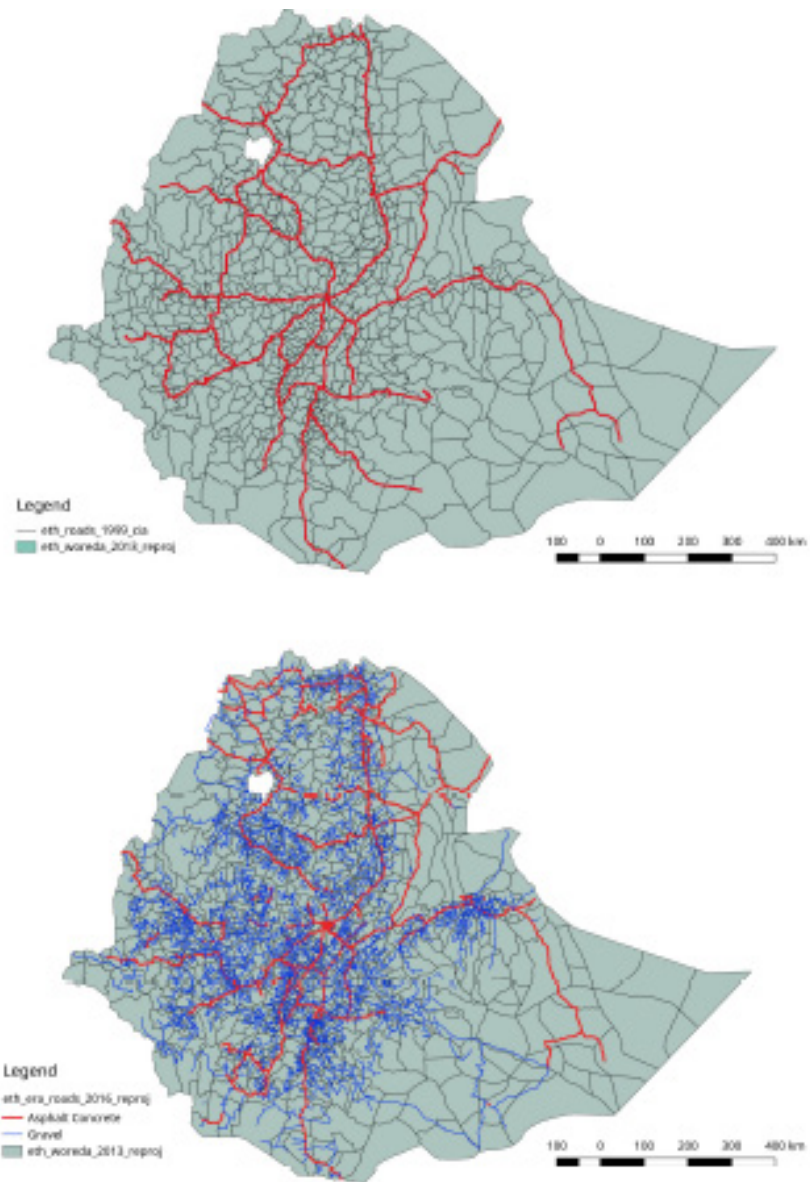 Legend
eth_roads_1999_cia
eth_woreda_2013_reproj
100 0 100 200 300 400 km
Legend
eth_era_roads_2016_reproj
Asphalt Concrete
Gravel
eth_woreda_2013_reproj
100 0 100 200 300 400 km